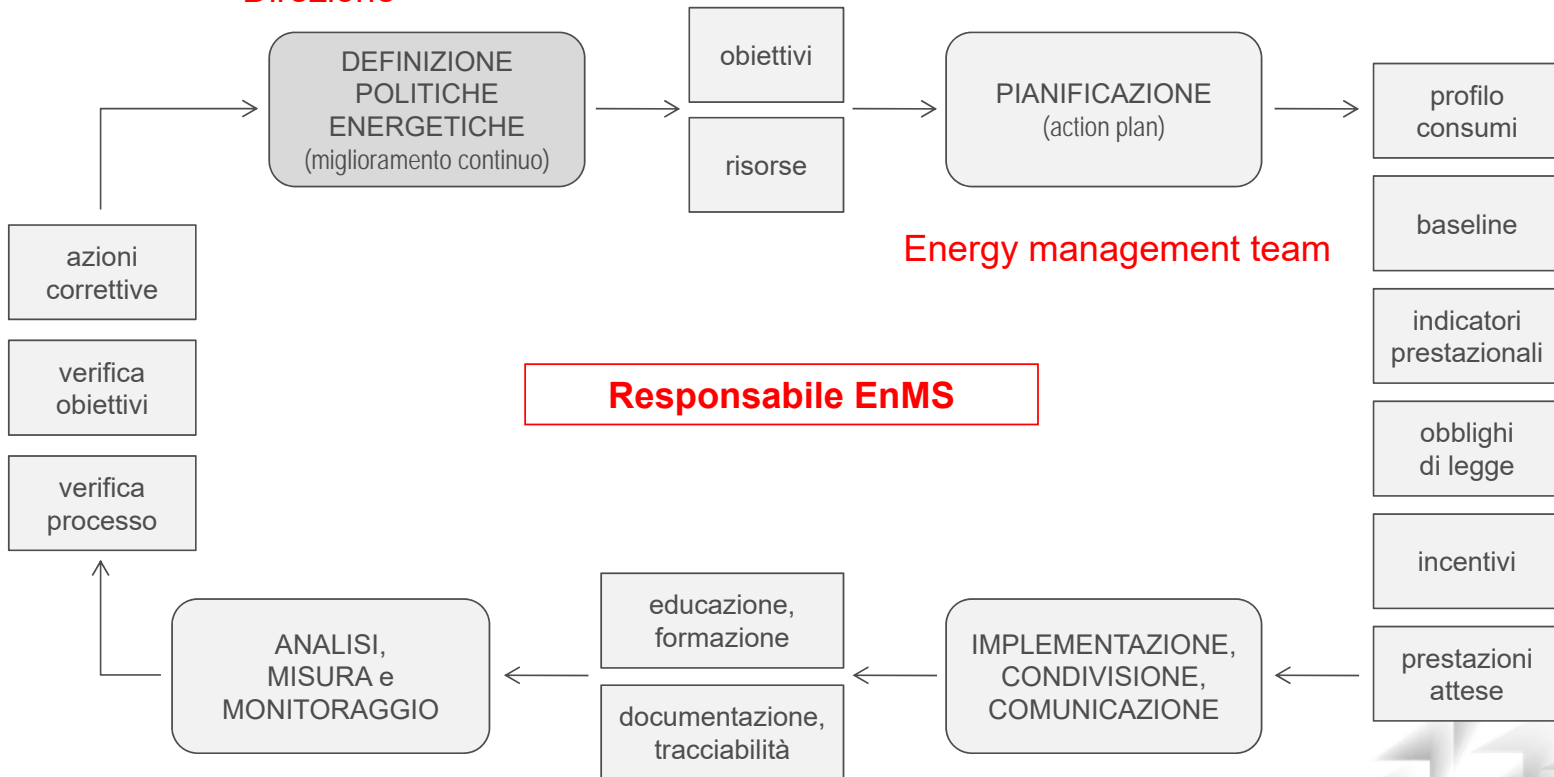 Direzione
DEFINIZIONE
POLITICHE
ENERGETICHE
(miglioramento continuo)
obiettivi
risorse
PIANIFICAZIONE
(action plan)
profilo
consumi
baseline
indicatori
prestazionali
obblighi
di legge
incentivi
prestazioni
attese
Energy management team
Responsabile EnMS
azioni
correttive
verifica
obiettivi
verifica
processo
ANALISI,
MISURA e
MONITORAGGIO
educazione,
formazione
documentazione,
tracciabilità
IMPLEMENTAZIONE,
CONDIVISIONE,
COMUNICAZIONE